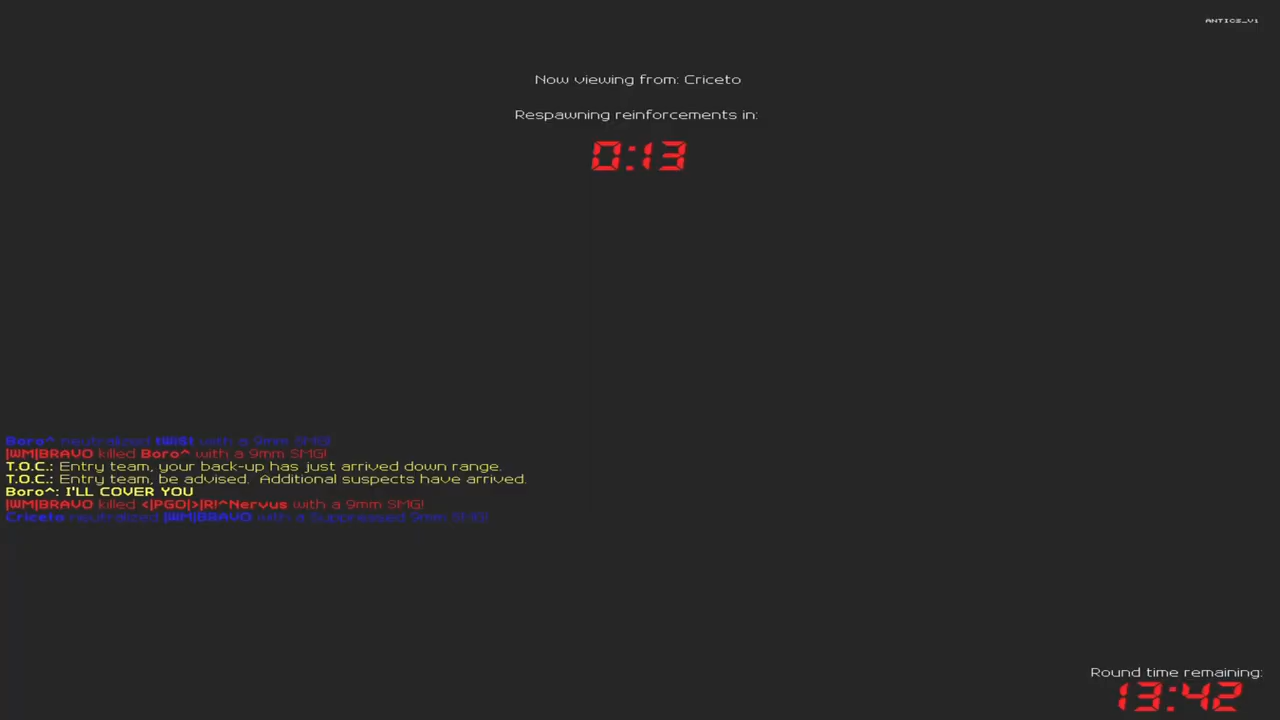 ANTICS_V1
Now viewing from: Criceto
Respawning reinforcements in:
0:13
Boro^ neutralized tWiSt with a 9mm SMG!
|WM|BRAVO killed Boro^ with a 9mm SMG!
T.O.C.: Entry team, your back-up has just arrived down range.
T.O.C.: Entry team, be advised. Additional suspects have arrived.
Boro^: I'LL COVER YOU
|WM|BRAVO killed <|PGO|>|R!^Nervus with a 9mm SMG!
Criceto neutralized |WM|BRAVO with a Suppressed 9mm SMG!
Round time remaining:
13:42